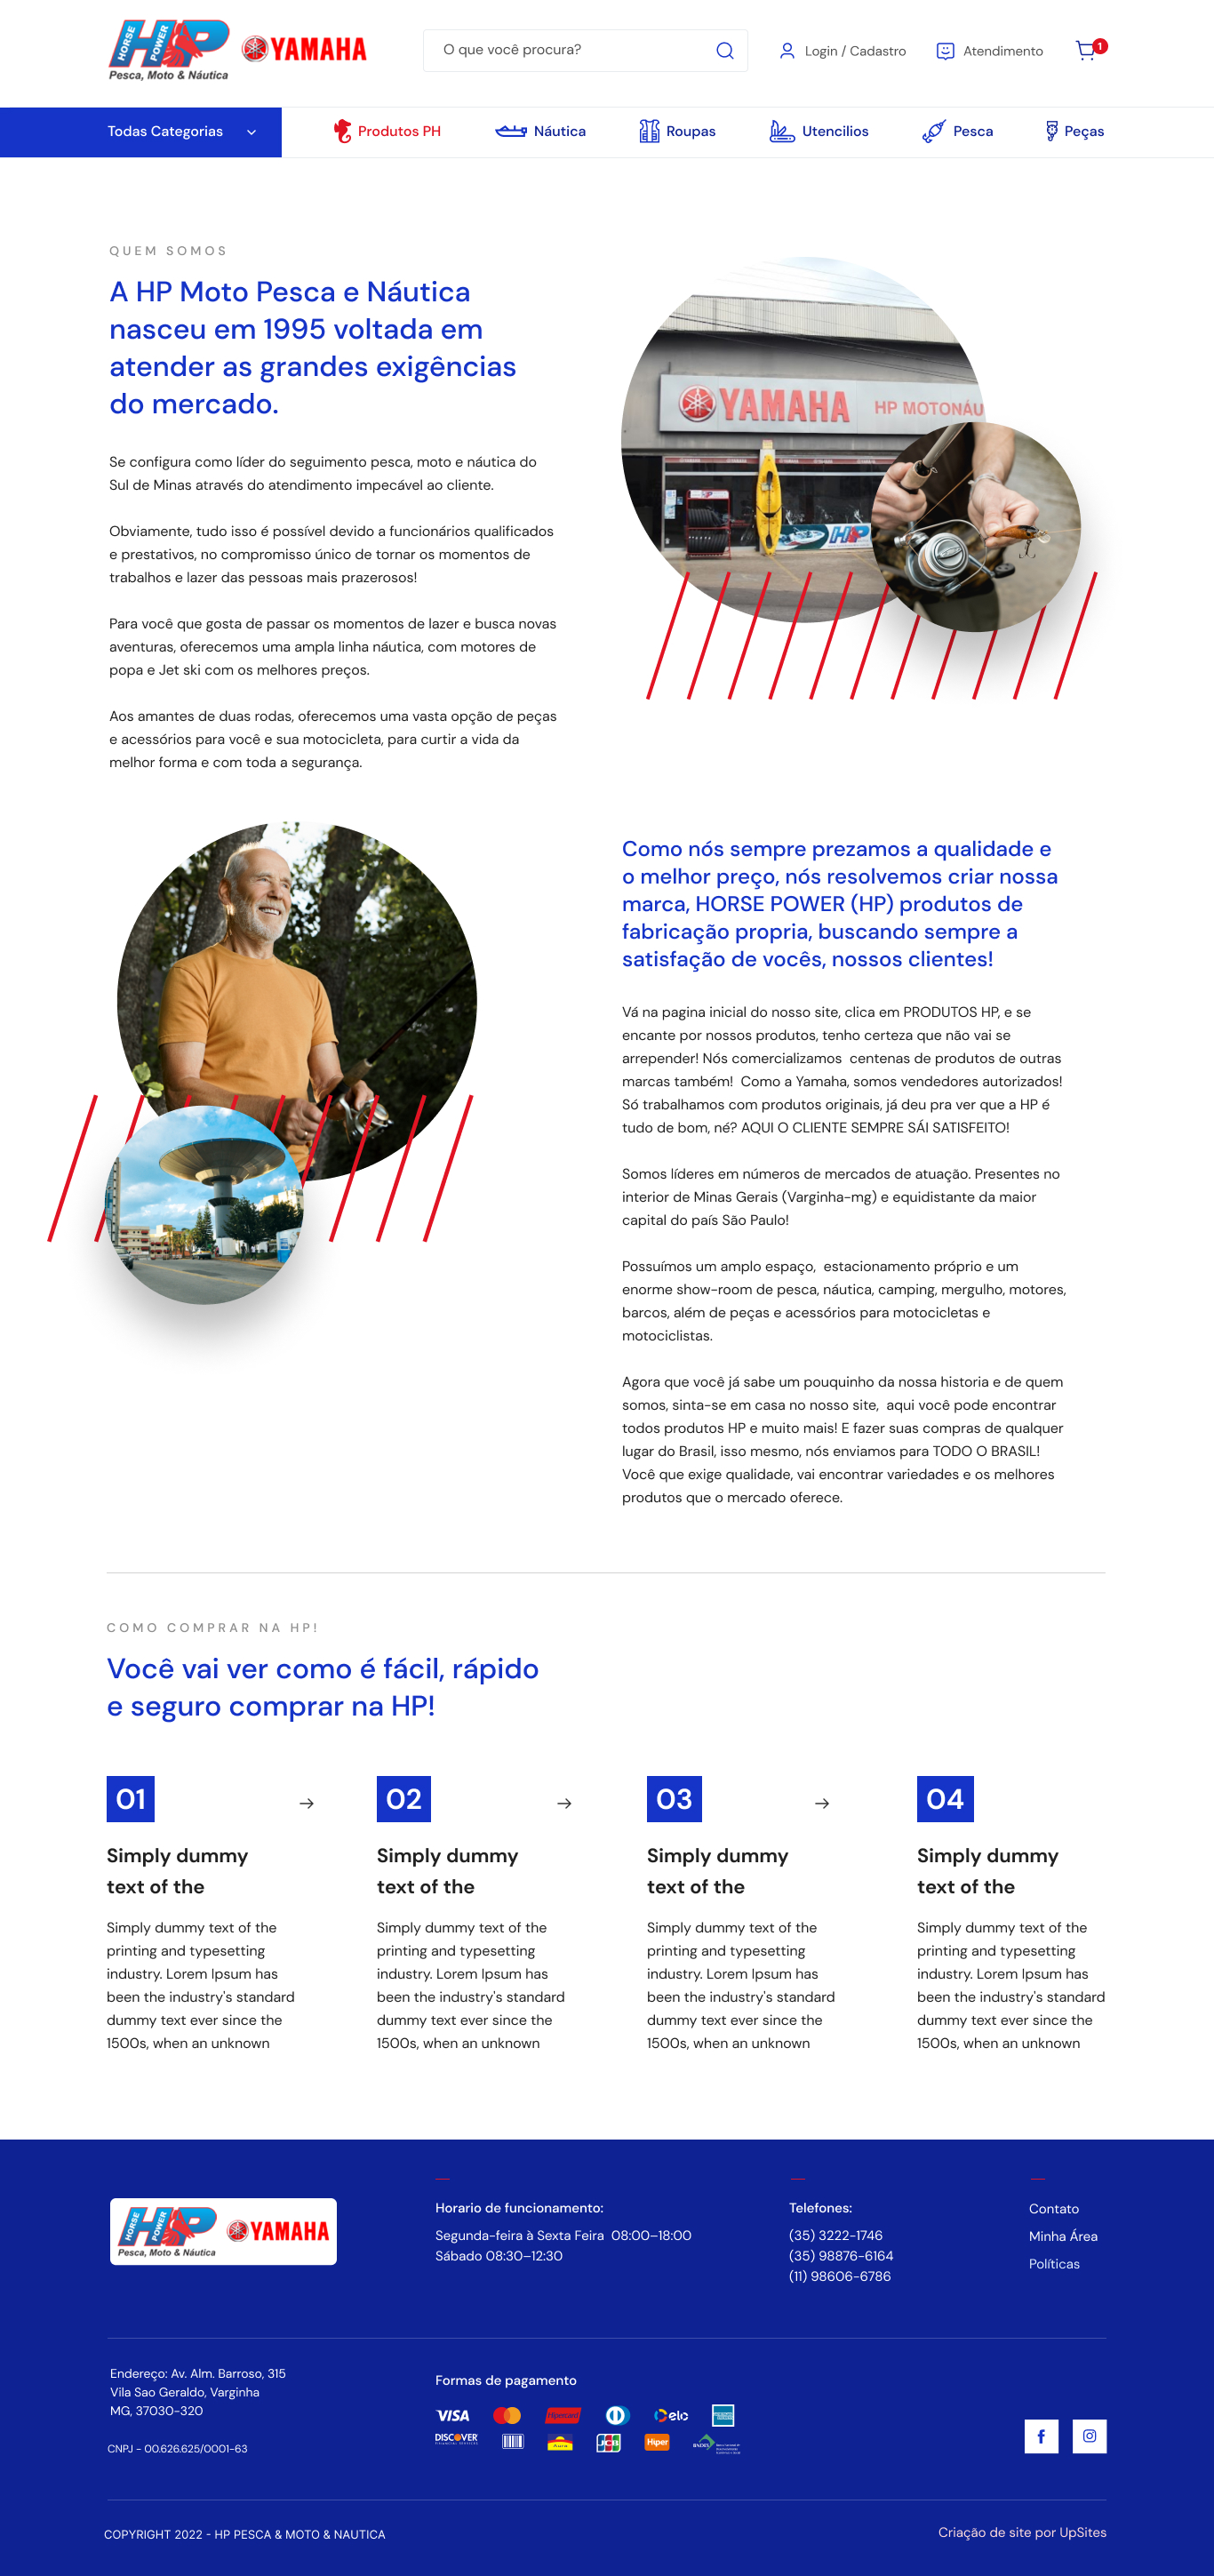 HORSE POWER
HP
Pesca, Moto & Náutica
YAMAHA
O que você procura?
Login / Cadastro
Atendimento
1
Todas Categorias
Produtos PH
Náutica
Roupas
Utencilios
Pesca
Peças
QUEM SOMOS
A HP Moto Pesca e Náutica
nasceu em 1995 voltada em
atender as grandes exigências
do mercado.
Se configura como líder do seguimento pesca, moto e náutica do
Sul de Minas através do atendimento impecável ao cliente.
Obviamente, tudo isso é possível devido a funcionários qualificados
e prestativos, no compromisso único de tornar os momentos de
trabalhos e lazer das pessoas mais prazerosos!
Para você que gosta de passar os momentos de lazer e busca novas
aventuras, oferecemos uma ampla linha náutica, com motores de
popa e Jet ski com os melhores preços.
Aos amantes de duas rodas, oferecemos uma vasta opção de peças
e acessórios para você e sua motocicleta, para curtir a vida da
melhor forma e com toda a segurança.
YAMAHA
HP MOTONÁU
HP
Como nós sempre prezamos a qualidade e
o melhor preço, nós resolvemos criar nossa
marca, HORSE POWER (HP) produtos de
fabricação propria, buscando sempre a
satisfação de vocês, nossos clientes!
Vá na pagina inicial do nosso site, clica em PRODUTOS HP, e se
encante por nossos produtos, tenho certeza que não vai se
arrepender! Nós comercializamos  centenas de produtos de outras
marcas também!  Como a Yamaha, somos vendedores autorizados!
Só trabalhamos com produtos originais, já deu pra ver que a HP é
tudo de bom, né? AQUI O CLIENTE SEMPRE SÁI SATISFEITO!
Somos líderes em números de mercados de atuação. Presentes no
interior de Minas Gerais (Varginha-mg) e equidistante da maior
capital do país São Paulo!
Possuímos um amplo espaço,  estacionamento próprio e um
enorme show-room de pesca, náutica, camping, mergulho, motores,
barcos, além de peças e acessórios para motocicletas e
motociclistas.
Agora que você já sabe um pouquinho da nossa historia e de quem
somos, sinta-se em casa no nosso site,  aqui você pode encontrar
todos produtos HP e muito mais! E fazer suas compras de qualquer
lugar do Brasil, isso mesmo, nós enviamos para TODO O BRASIL!
Você que exige qualidade, vai encontrar variedades e os melhores
produtos que o mercado oferece.
COMO COMPRAR NA HP!
Você vai ver como é fácil, rápido
e seguro comprar na HP!
01
Simply dummy
text of the
Simply dummy text of the
printing and typesetting
industry. Lorem Ipsum has
been the industry's standard
dummy text ever since the
1500s, when an unknown
02
Simply dummy
text of the
Simply dummy text of the
printing and typesetting
industry. Lorem Ipsum has
been the industry's standard
dummy text ever since the
1500s, when an unknown
03
Simply dummy
text of the
Simply dummy text of the
printing and typesetting
industry. Lorem Ipsum has
been the industry's standard
dummy text ever since the
1500s, when an unknown
04
Simply dummy
text of the
Simply dummy text of the
printing and typesetting
industry. Lorem Ipsum has
been the industry's standard
dummy text ever since the
1500s, when an unknown
HORSE POWER
HP
Pesca, Moto & Náutica
YAMAHA
Horario de funcionamento:
Segunda-feira à Sexta Feira  08:00–18:00
Sábado 08:30–12:30
Telefones:
(35) 3222-1746
(35) 98876-6164
(11) 98606-6786
Contato
Minha Área
Políticas
Endereço: Av. Alm. Barroso, 315
Vila Sao Geraldo, Varginha
MG, 37030-320
CNPJ - 00.626.625/0001-63
Formas de pagamento
VISA
Hipercard
elo
DISCOVER
Aura
JCB
Hiper
BNDES
COPYRIGHT 2022 - HP PESCA & MOTO & NAUTICA
Criação de site por UpSites